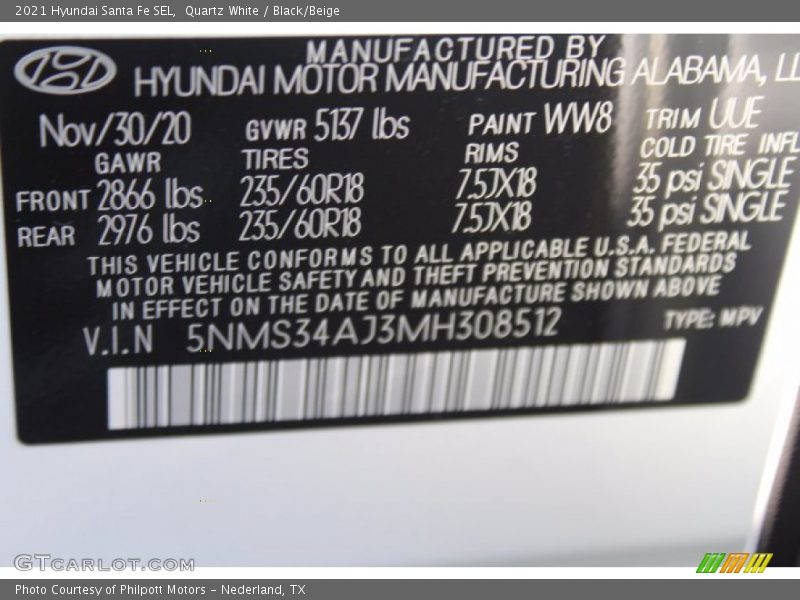 2021 Hyundai Santa Fe SEL,  Quartz White / Black/Beige
MANUFACTURED BY
HYUNDAI MOTOR MANUFACTURING ALABAMA, LL
Nov/30/20 GVWR 5137 lbs PAINT WW8 TRIM UUE
GAWR TIRES RIMS COLD TIRE INFL
FRONT 2866 lbs 235/60R18 7.5JX18 35 psi SINGLE
REAR 2976 lbs 235/60R18 7.5JX18 35 psi SINGLE
THIS VEHICLE CONFORMS TO ALL APPLICABLE U.S.A. FEDERAL
MOTOR VEHICLE SAFETY AND THEFT PREVENTION STANDARDS
IN EFFECT ON THE DATE OF MANUFACTURE SHOWN ABOVE
V.I.N 5NMS34AJ3MH308512 TYPE: MPV
GTCARLOT.COM
Photo Courtesy of Philpott Motors - Nederland, TX